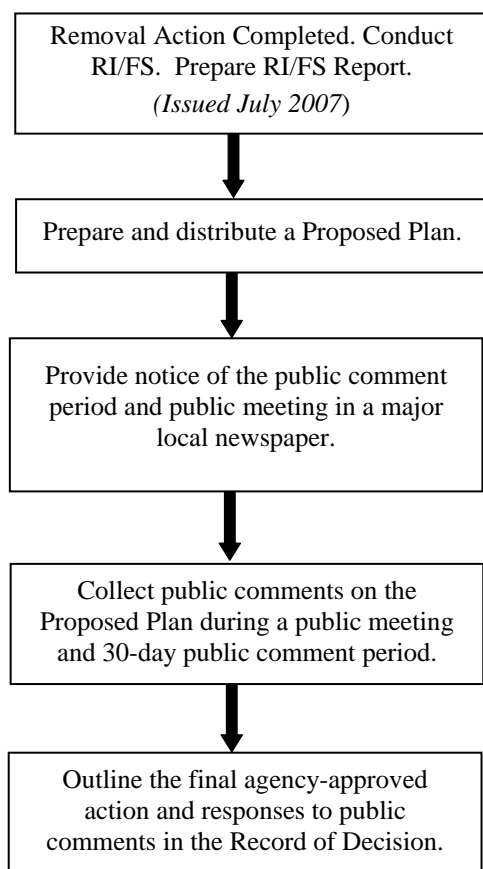 Removal Action Completed. Conduct
RI/FS. Prepare RI/FS Report.
(Issued July 2007)
Prepare and distribute a Proposed Plan.
Provide notice of the public comment
period and public meeting in a major
local newspaper.
Collect public comments on the
Proposed Plan during a public meeting
and 30-day public comment period.
Outline the final agency-approved
action and responses to public
comments in the Record of Decision.